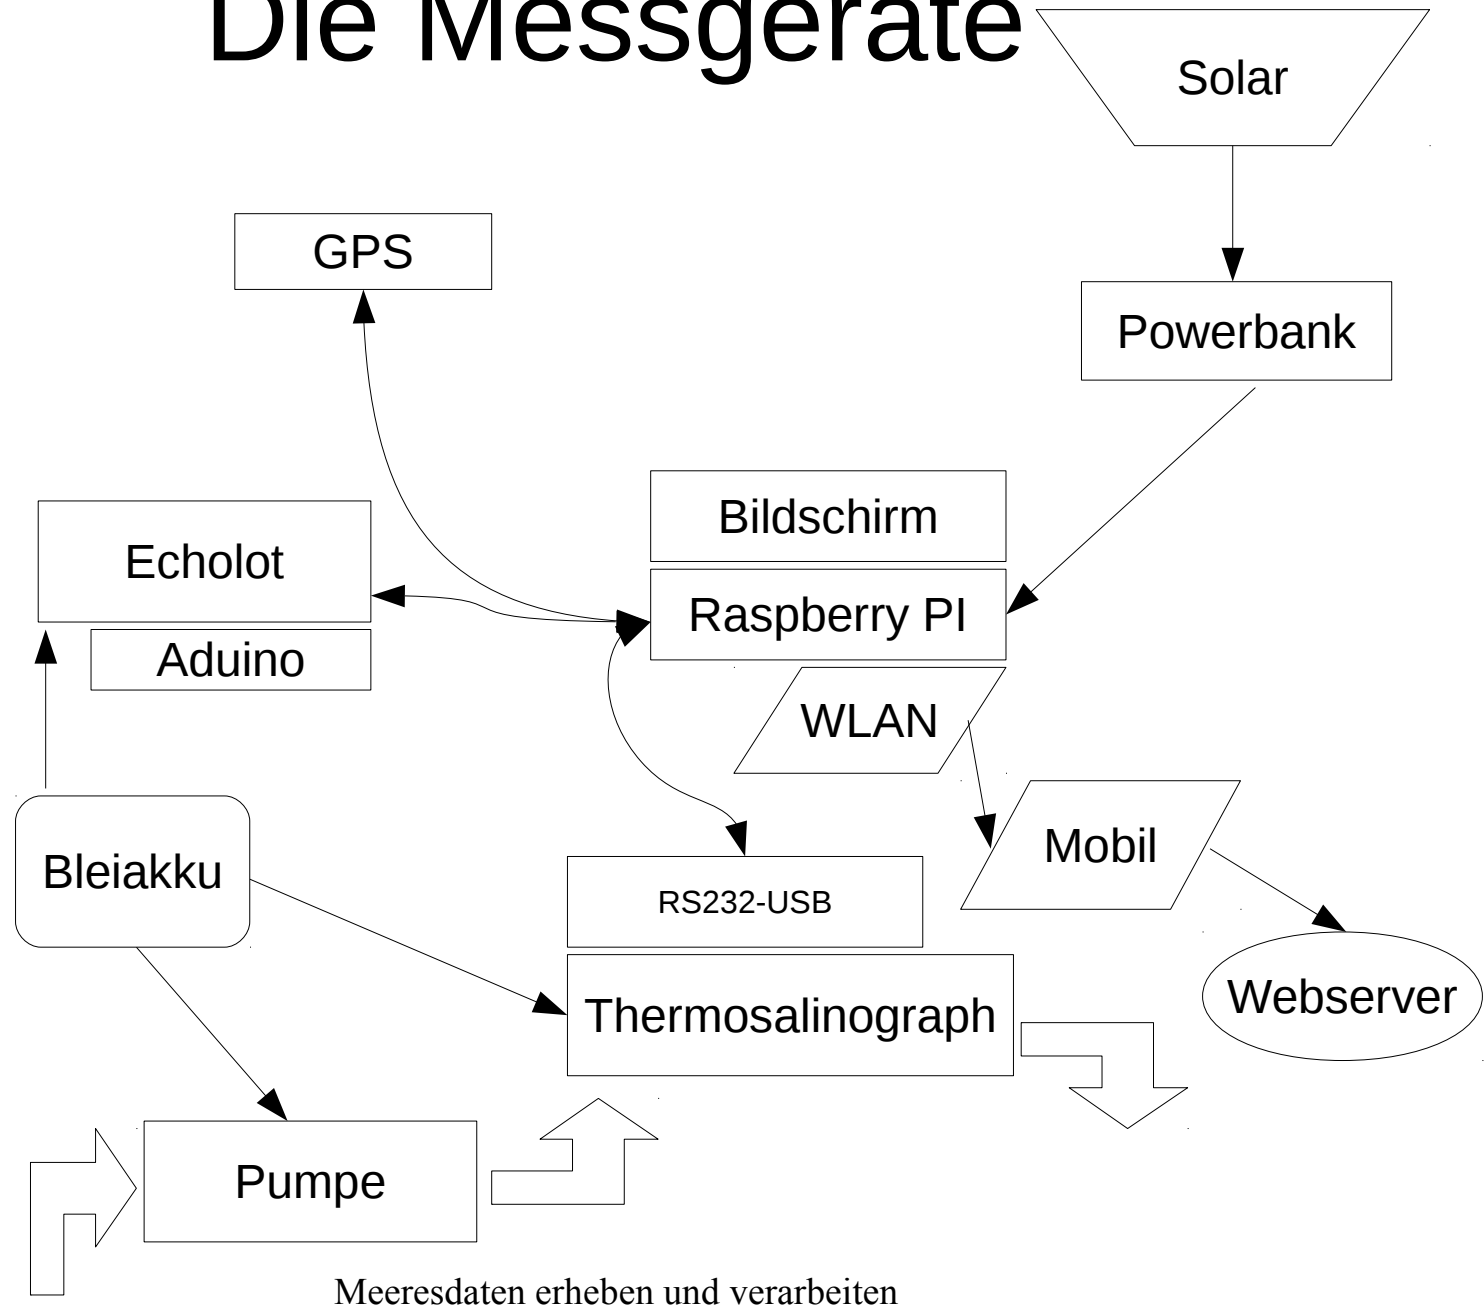 Die Messgeräte
Solar
GPS
Powerbank
Bildschirm
Echolot
Raspberry PI
Aduino
WLAN
Mobil
Bleiakku
RS232-USB
Webserver
Thermosalinograph
Pumpe
Meeresdaten erheben und verarbeiten